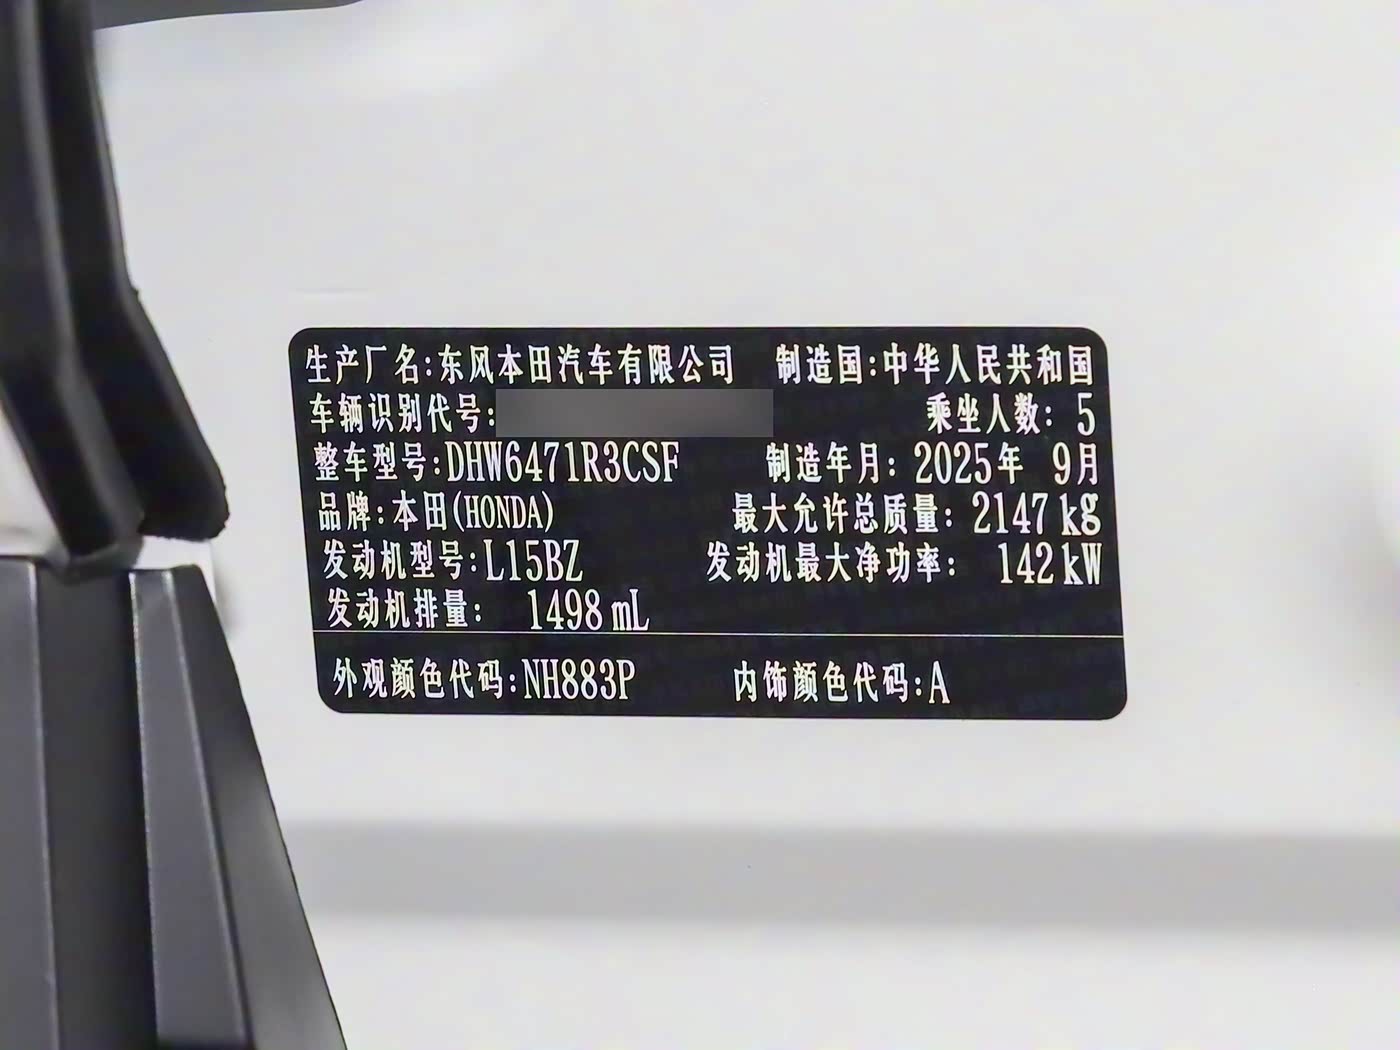 生产厂名:东风本田汽车有限公司 制造国:中华人民共和国
车辆识别代号: 乘坐人数: 5
整车型号:DHW6471R3CSF 制造年月: 2025年 9月
品牌:本田(HONDA) 最大允许总质量: 2147 kg
发动机型号:L15BZ 发动机最大净功率: 142 kW
发动机排量: 1498 mL
外观颜色代码:NH883P 内饰颜色代码:A